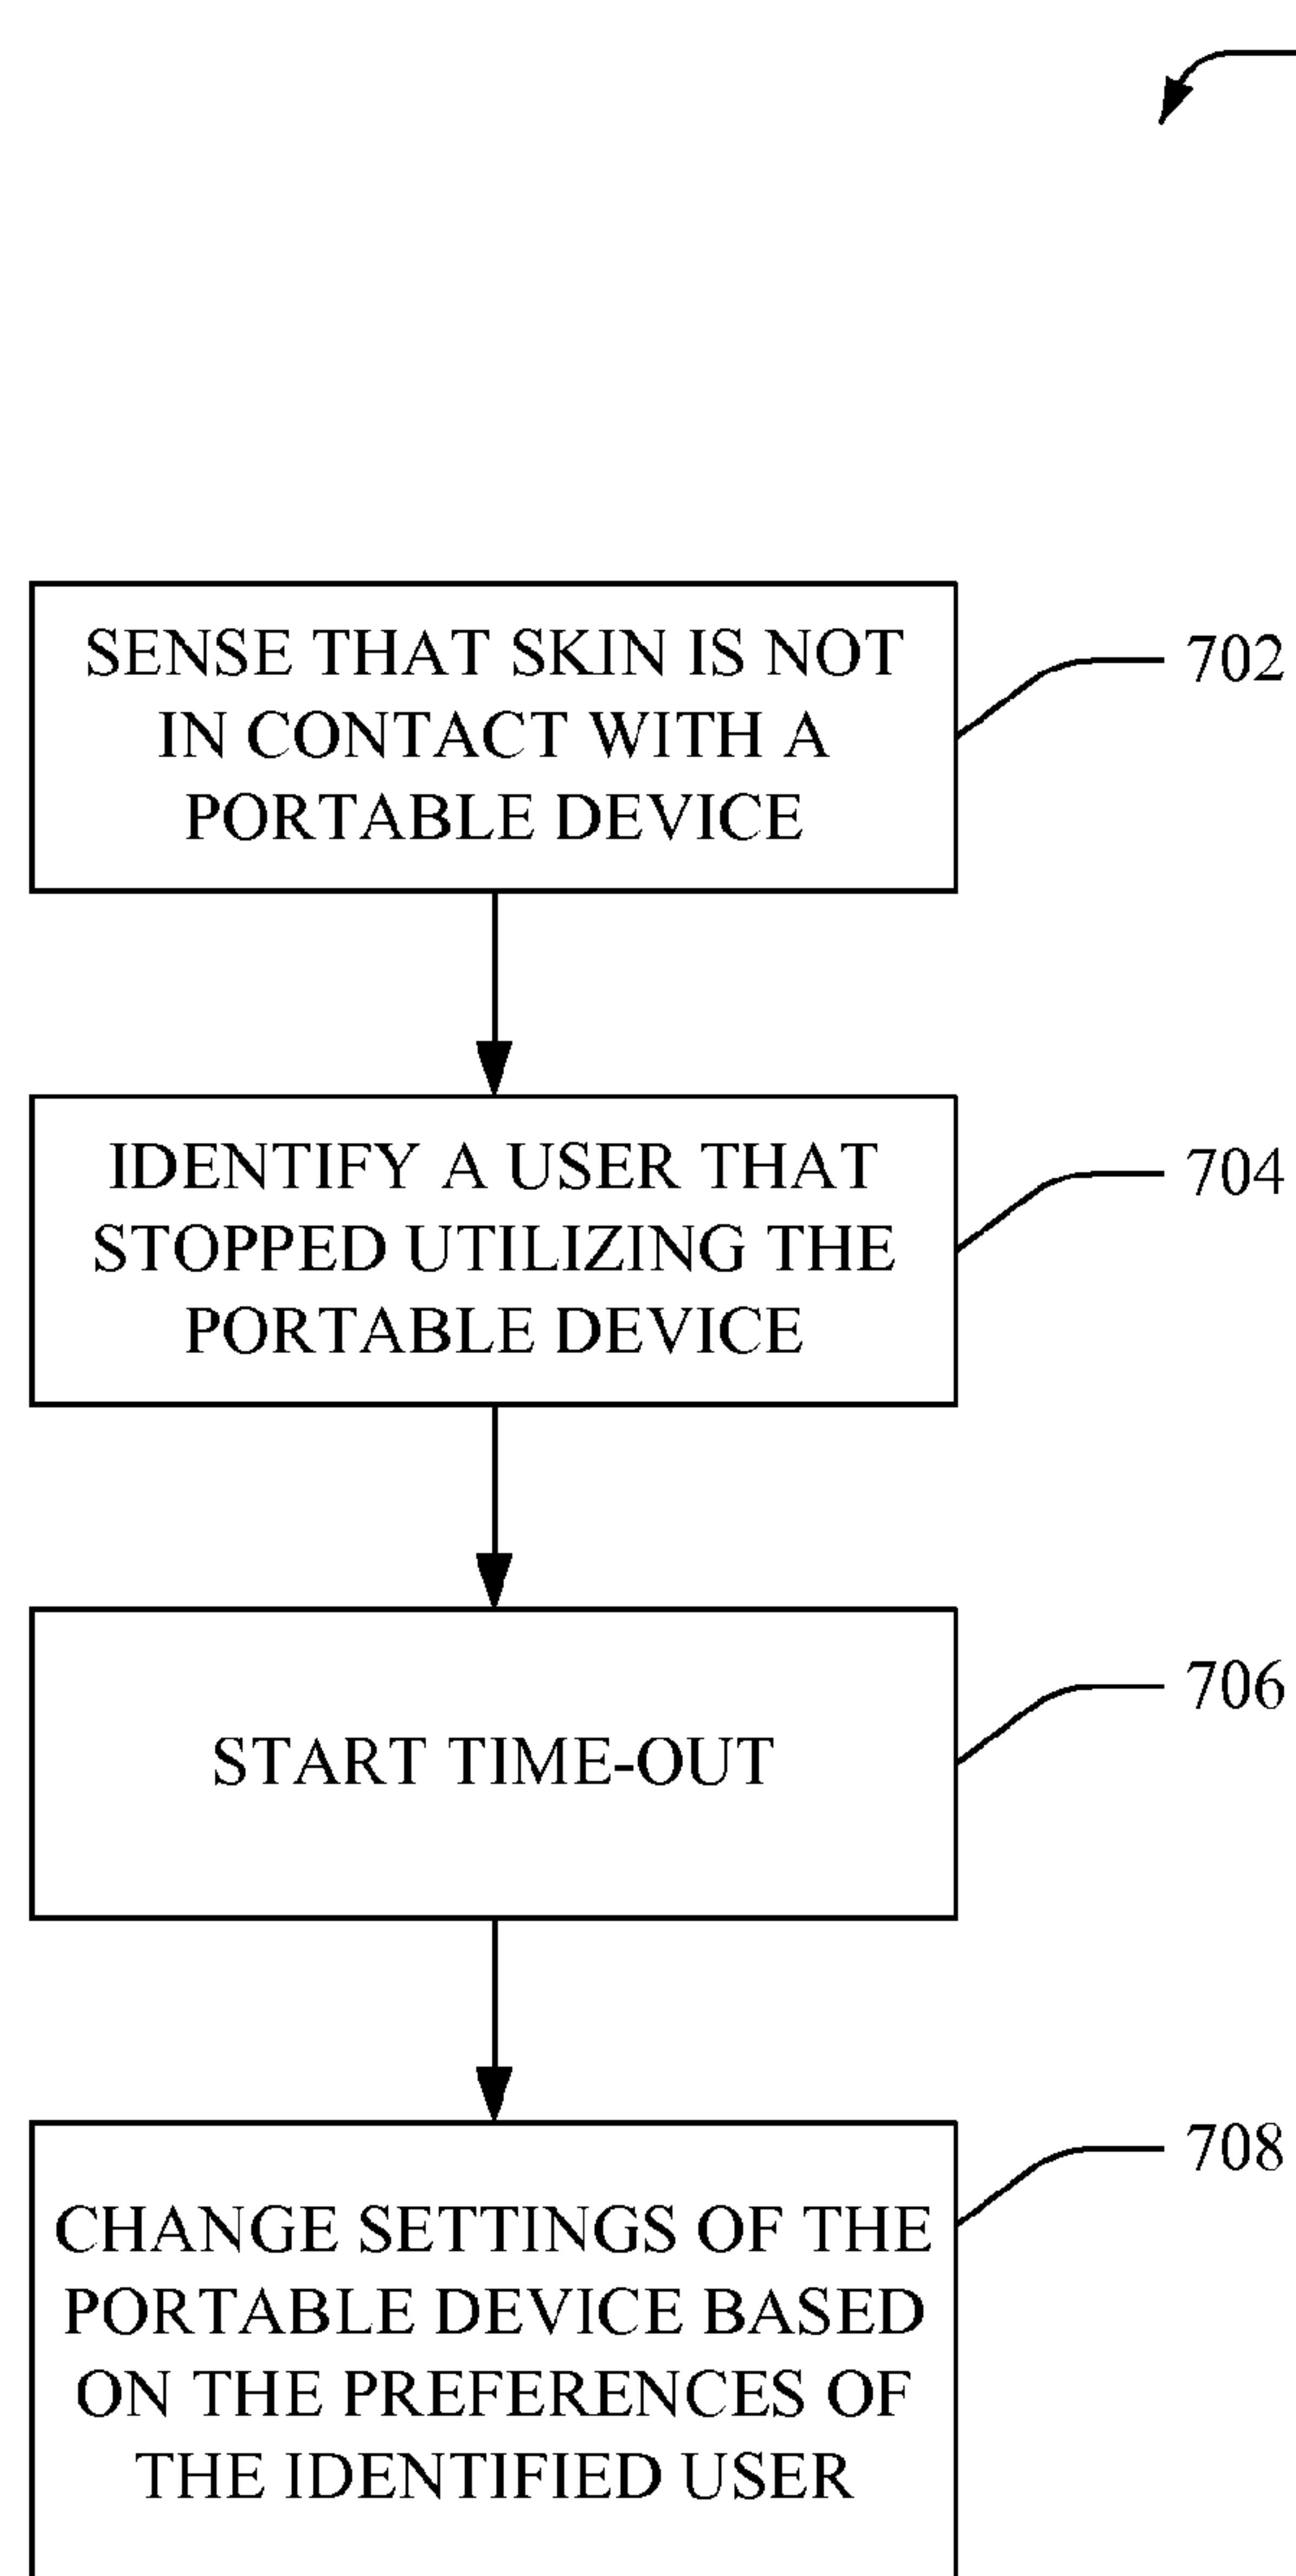 SENSE THAT SKIN IS NOT
IN CONTACT WITH A
PORTABLE DEVICE
702
IDENTIFY A USER THAT
STOPPED UTILIZING THE
PORTABLE DEVICE
704
START TIME-OUT
706
CHANGE SETTINGS OF THE
PORTABLE DEVICE BASED
ON THE PREFERENCES OF
THE IDENTIFIED USER
708